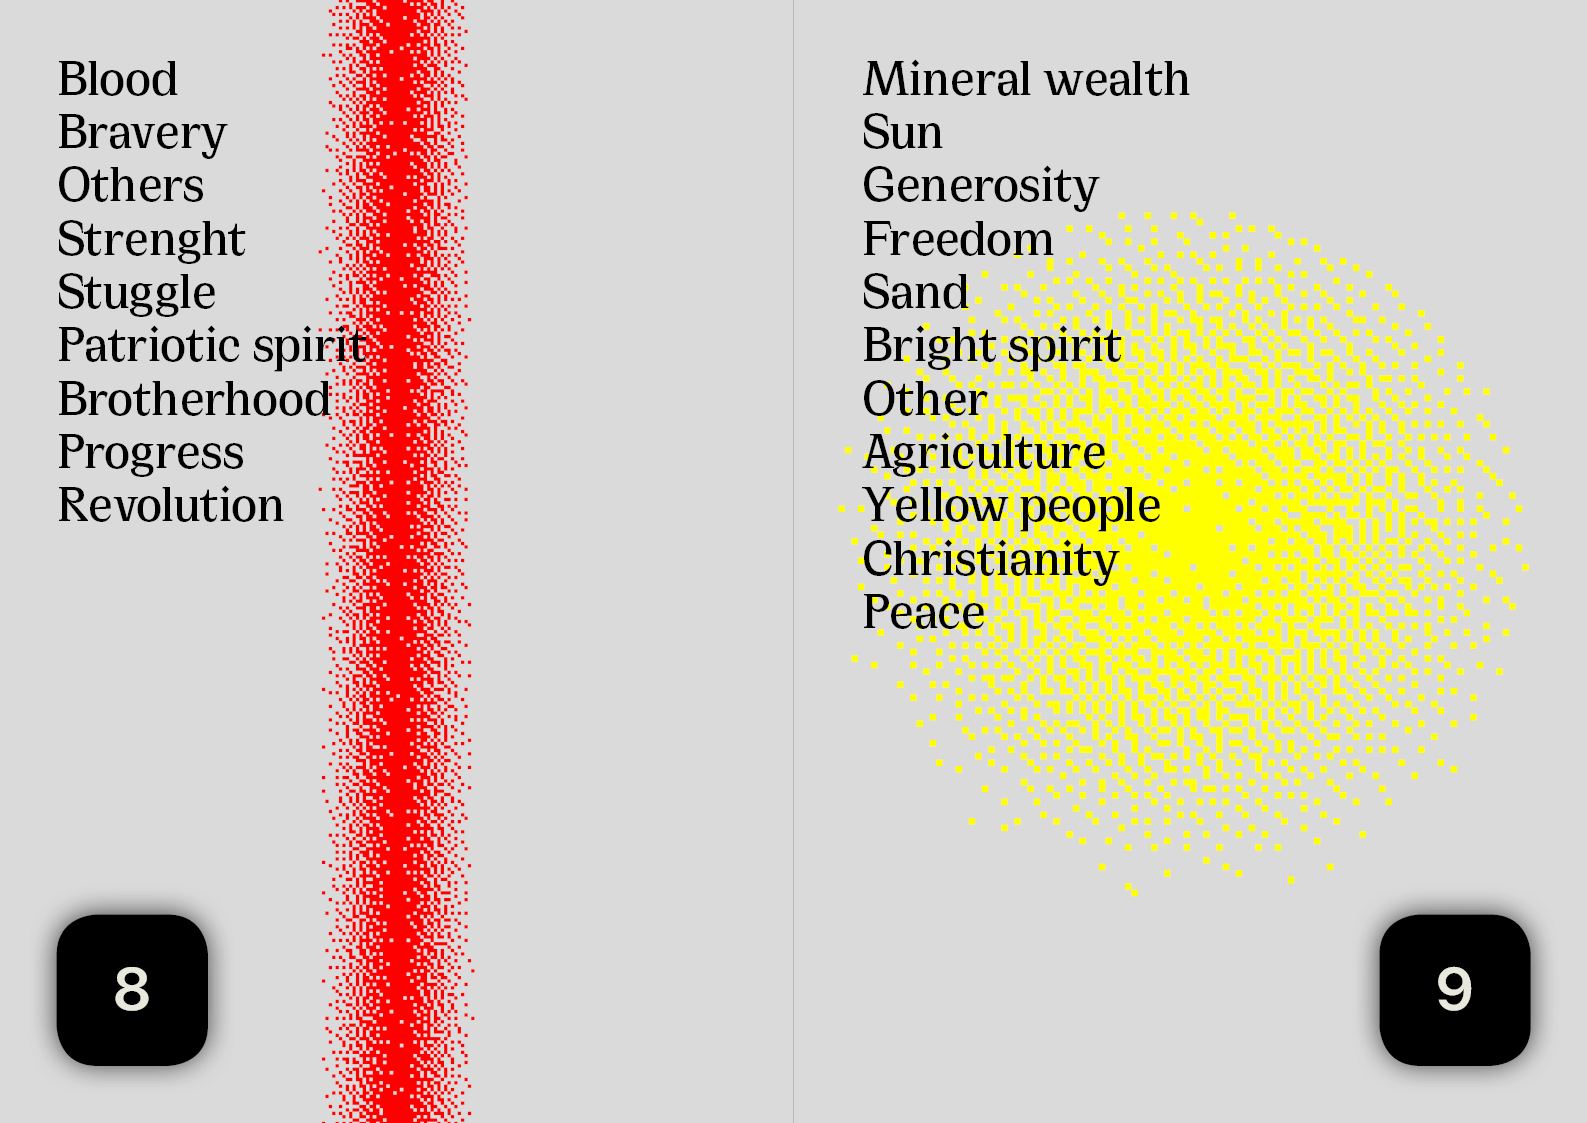 Blood
Bravery
Others
Strenght
Stuggle
Patriotic spirit
Brotherhood
Progress
Revolution
8
Mineral wealth
Sun
Generosity
Freedom
Sand
Bright spirit
Other
Agriculture
Yellow people
Christianity
Peace
9